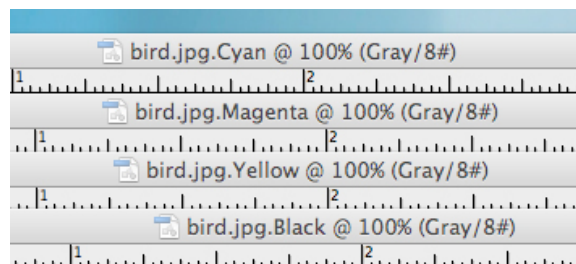 bird.jpg.Cyan @ 100% (Gray/8#)
1 2
bird.jpg.Magenta @ 100% (Gray/8#)
1 2
bird.jpg.Yellow @ 100% (Gray/8#)
1 2
bird.jpg.Black @ 100% (Gray/8#)
1 2